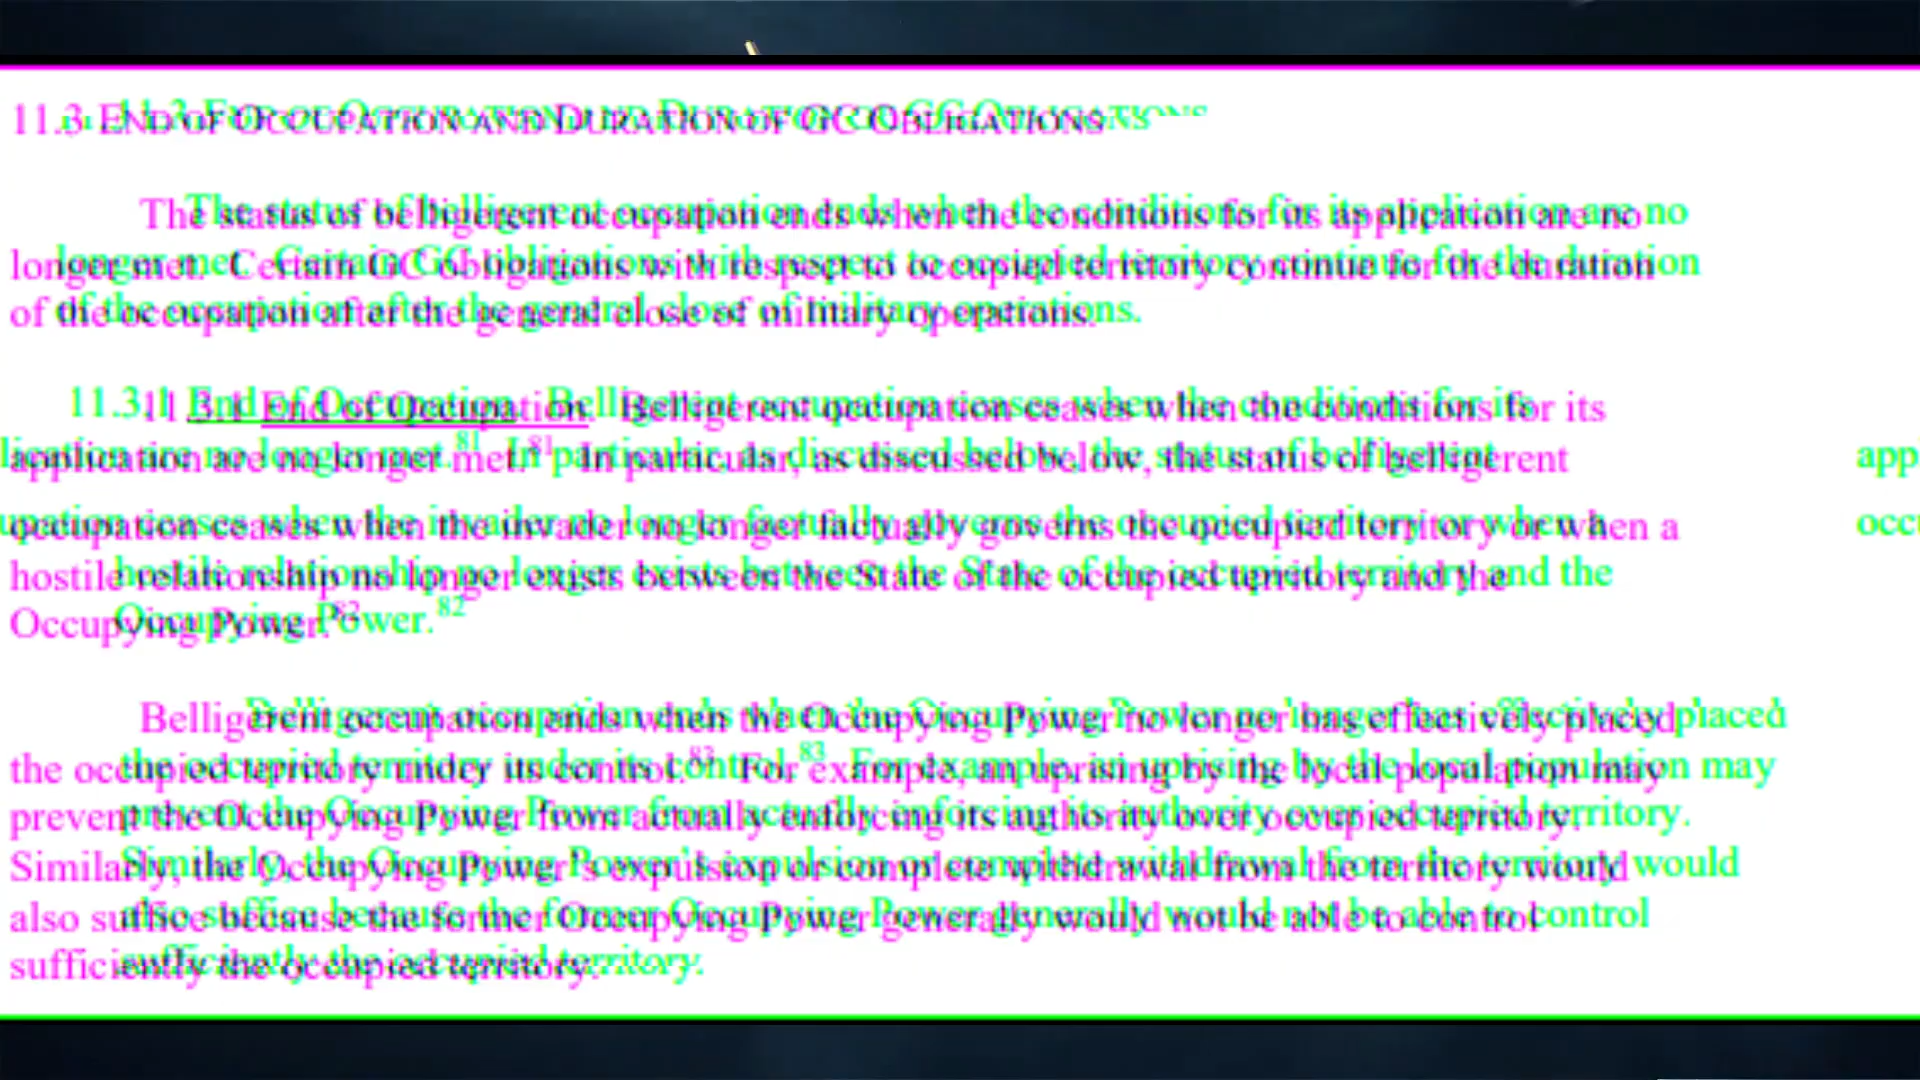 11.3 END OF OCCUPATION AND DURATION OF GC OBLIGATIONS
The status of belligerent occupation ends when the conditions for its application are no
longer met. Certain GC obligations with respect to occupied territory continue for the duration
of the occupation after the general close of military operations.
11.3.1 End of Occupation. Belligerent occupation ceases when the conditions for its
application are no longer met.81 In particular, as discussed below, the status of belligerent
occupation ceases when the invader no longer factually governs the occupied territory or when a
hostile relationship no longer exists between the State of the occupied territory and the
Occupying Power.82
Belligerent occupation ends when the Occupying Power no longer has effectively placed
the occupied territory under its control.83 For example, an uprising by the local population may
prevent the Occupying Power from actually enforcing its authority over occupied territory.
Similarly, the Occupying Power's expulsion or complete withdrawal from the territory would
also suffice because the former Occupying Power generally would not be able to control
sufficiently the occupied territory.